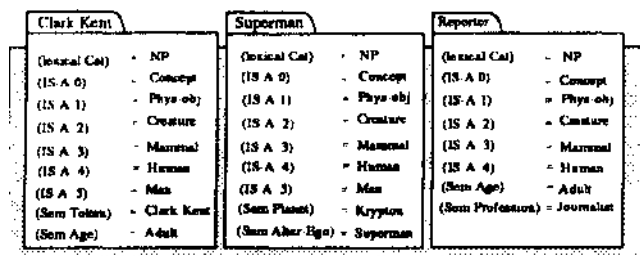 Clark Kent
(lexical Cat) = NP
(IS-A 0) = Concept
(IS A 1) = Phys-obj
(IS A 2) = Creature
(IS A 3) = Mammal
(IS A 4) = Human
(IS A 5) = Man
(Sem Token) = Clark Kent
(Sem Age) = Adult
Superman
(lexical Cat) = NP
(IS A 0) = Concept
(IS A 1) = Phys-obj
(IS A 2) = Creature
(IS A 3) = Mammal
(IS-A 4) = Human
(IS A 5) = Man
(Sem Planet) = Krypton
(Sem Alter-Ego) = Superman
Reporter
(lexical Cat) = NP
(IS-A 0) = Concept
(IS-A 1) = Phys-obj
(IS A 2) = Creature
(IS A 3) = Mammal
(IS A 4) = Human
(Sem Age) = Adult
(Sem Profession) = Journalist